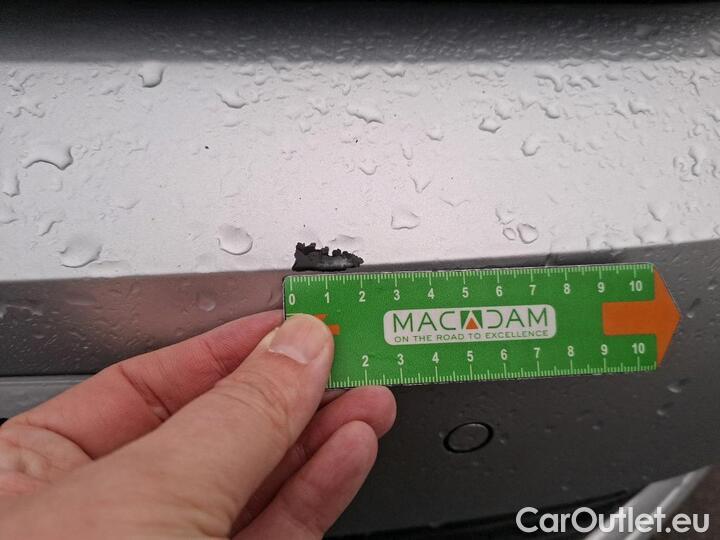 0 1 2 3 4 5 6 7 8 9 10
MACADAM
ON THE ROAD TO EXCELLENCE
2 3 4 5 6 7 8 9 10
CarOutlet.eu